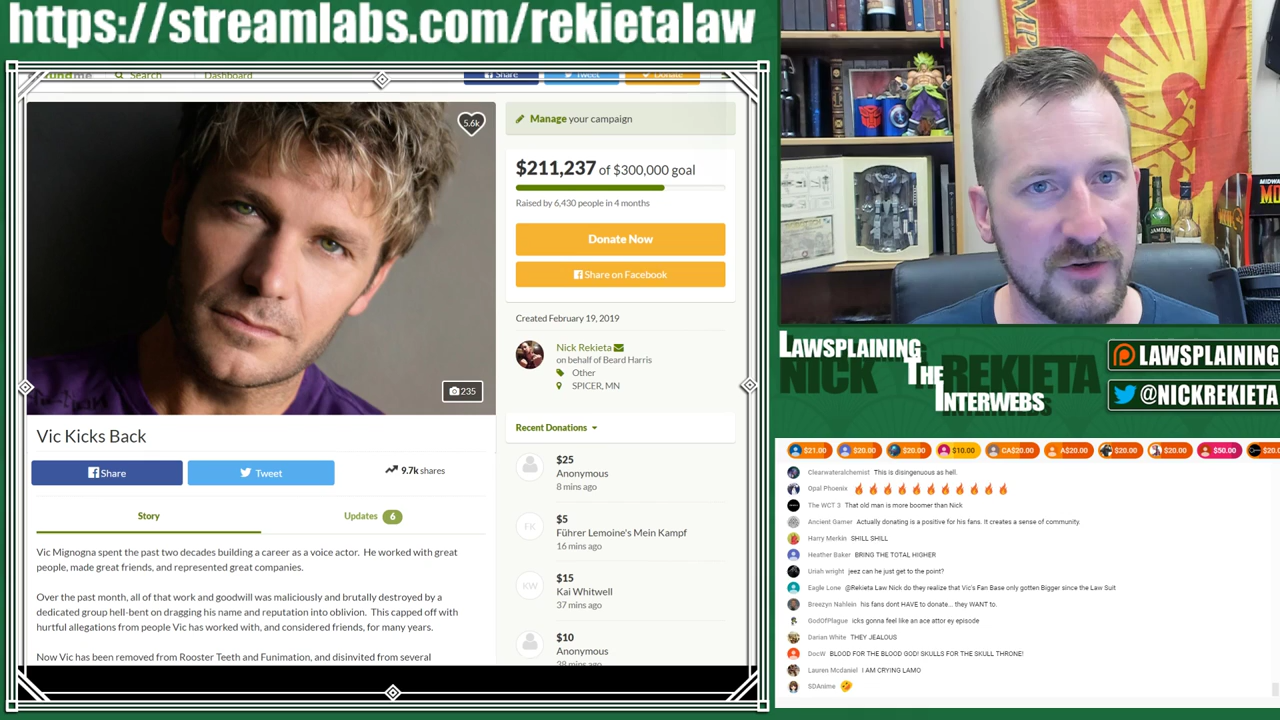 https://streamlabs.com/rekietalaw
Search
Dashboard
Share
Tweet
Donate
5.6k
235
Vic Kicks Back
Share
Tweet
9.7k shares
Story
Updates 6
Vic Mignogna spent the past two decades building a career as a voice actor. He worked with great
people, made great friends, and represented great companies.
Over the past month, all of that work and goodwill was maliciously and brutally destroyed by a
dedicated group hell-bent on dragging his name and reputation into oblivion. This capped off with
hurtful allegations from people Vic has worked with, and considered friends, for many years.
Now Vic has been removed from Rooster Teeth and Funimation, and disinvited from several
Manage your campaign
$211,237 of $300,000 goal
Raised by 6,430 people in 4 months
Donate Now
Share on Facebook
Created February 19, 2019
Nick Rekieta
on behalf of Beard Harris
Other
SPICER, MN
Recent Donations
$25
Anonymous
8 mins ago
FK
$5
Führer Lemoine's Mein Kampf
16 mins ago
KW
$15
Kai Whitwell
37 mins ago
$10
Anonymous
38 mins ago
JAMESON
MIDWAY
NICK REKIETA
LAWSPLAINING
THE
INTERWEBS
LAWSPLAINING
@NICKREKIETA
$21.00
$20.00
$20.00
$10.00
CA$20.00
A$20.00
$20.00
$20.00
$50.00
Clearwateralchemist This is disingenuous as hell.
Opal Phoenix 🔥🔥🔥🔥🔥🔥🔥🔥🔥🔥🔥
The WCT 3 That old man is more boomer than Nick
Ancient Gamer Actually donating is a positive for his fans. It creates a sense of community.
Harry Merkin SHILL SHILL
Heather Baker BRING THE TOTAL HIGHER
Uriah wright jeez can he just get to the point?
Eagle Lone @Rekieta Law Nick do they realize that Vic's Fan Base only gotten Bigger since the Law Suit
Breezyn Nahlein his fans dont HAVE to donate... they WANT to.
GodOfPlague icks gonna feel like an ace attor ey episode
Darian White THEY JEALOUS
DocW BLOOD FOR THE BLOOD GOD! SKULLS FOR THE SKULL THRONE!
Lauren Mcdaniel I AM CRYING LAMO
SDAnime 🤣